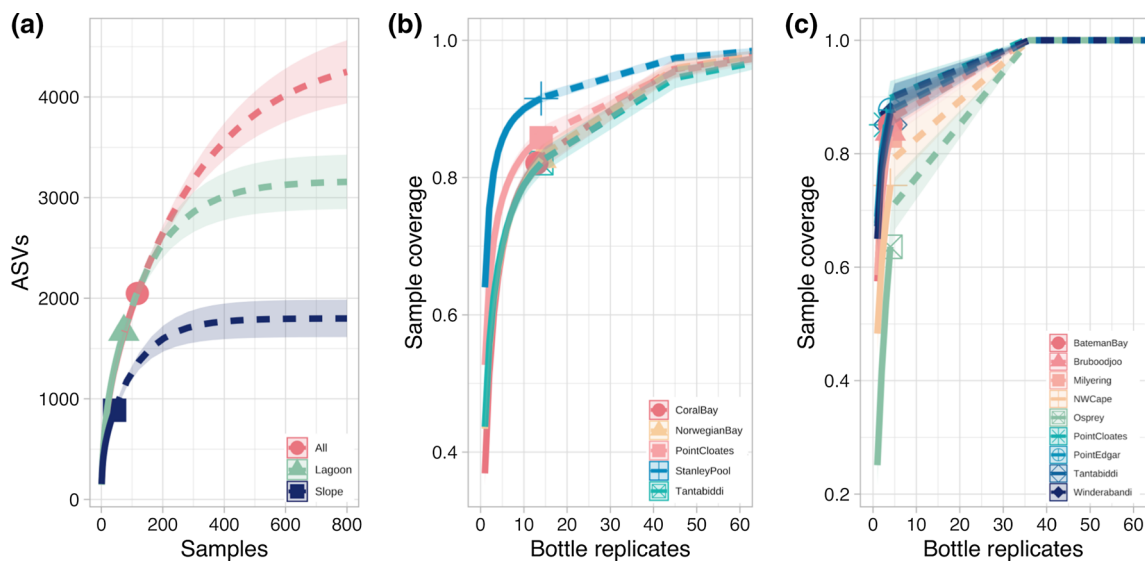 (a)
ASVs
4000
3000
2000
1000
0
0 200 400 600 800
Samples
All
Lagoon
Slope
(b)
Sample coverage
1.0
0.8
0.6
0.4
0 10 20 30 40 50 60
Bottle replicates
CoralBay
NorwegianBay
PointCloates
StanleyPool
Tantabiddi
(c)
Sample coverage
1.0
0.8
0.6
0.4
0.2
0 10 20 30 40 50 60
Bottle replicates
BatemanBay
Bruboodjoo
Milyering
NWCape
Osprey
PointCloates
PointEdgar
Tantabiddi
Winderabandi